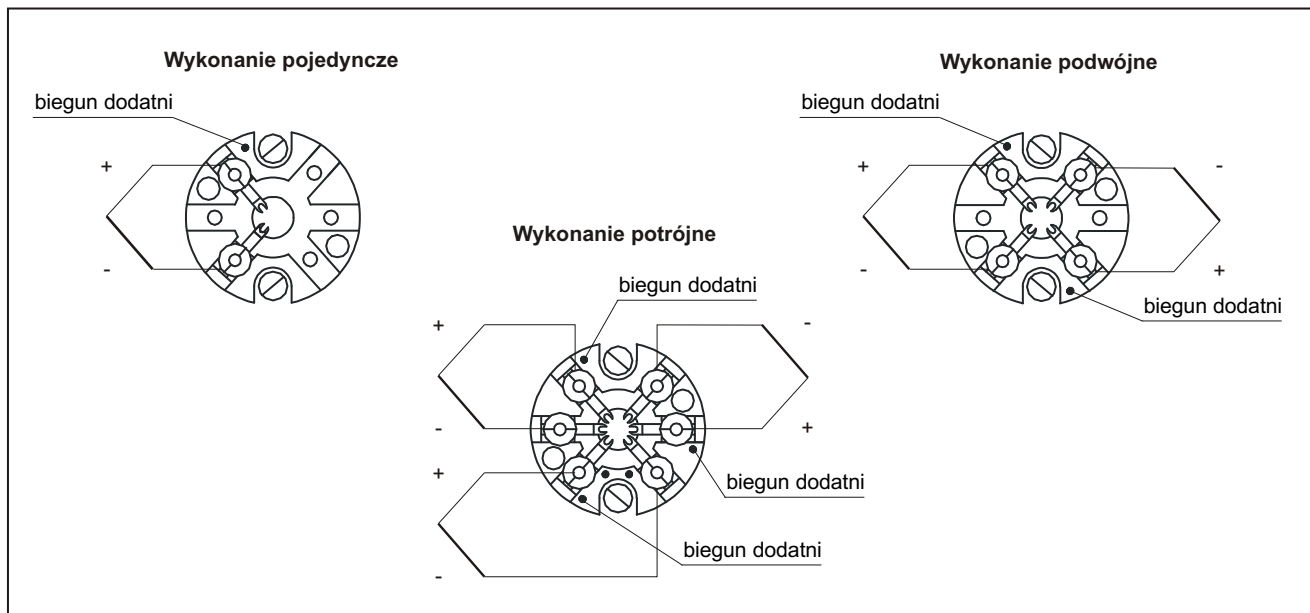 Wykonanie pojedyncze
biegun dodatni
+
-
Wykonanie podwójne
biegun dodatni
+
-
-
+
biegun dodatni
Wykonanie potrójne
biegun dodatni
+
-
-
+
biegun dodatni
+
biegun dodatni
-